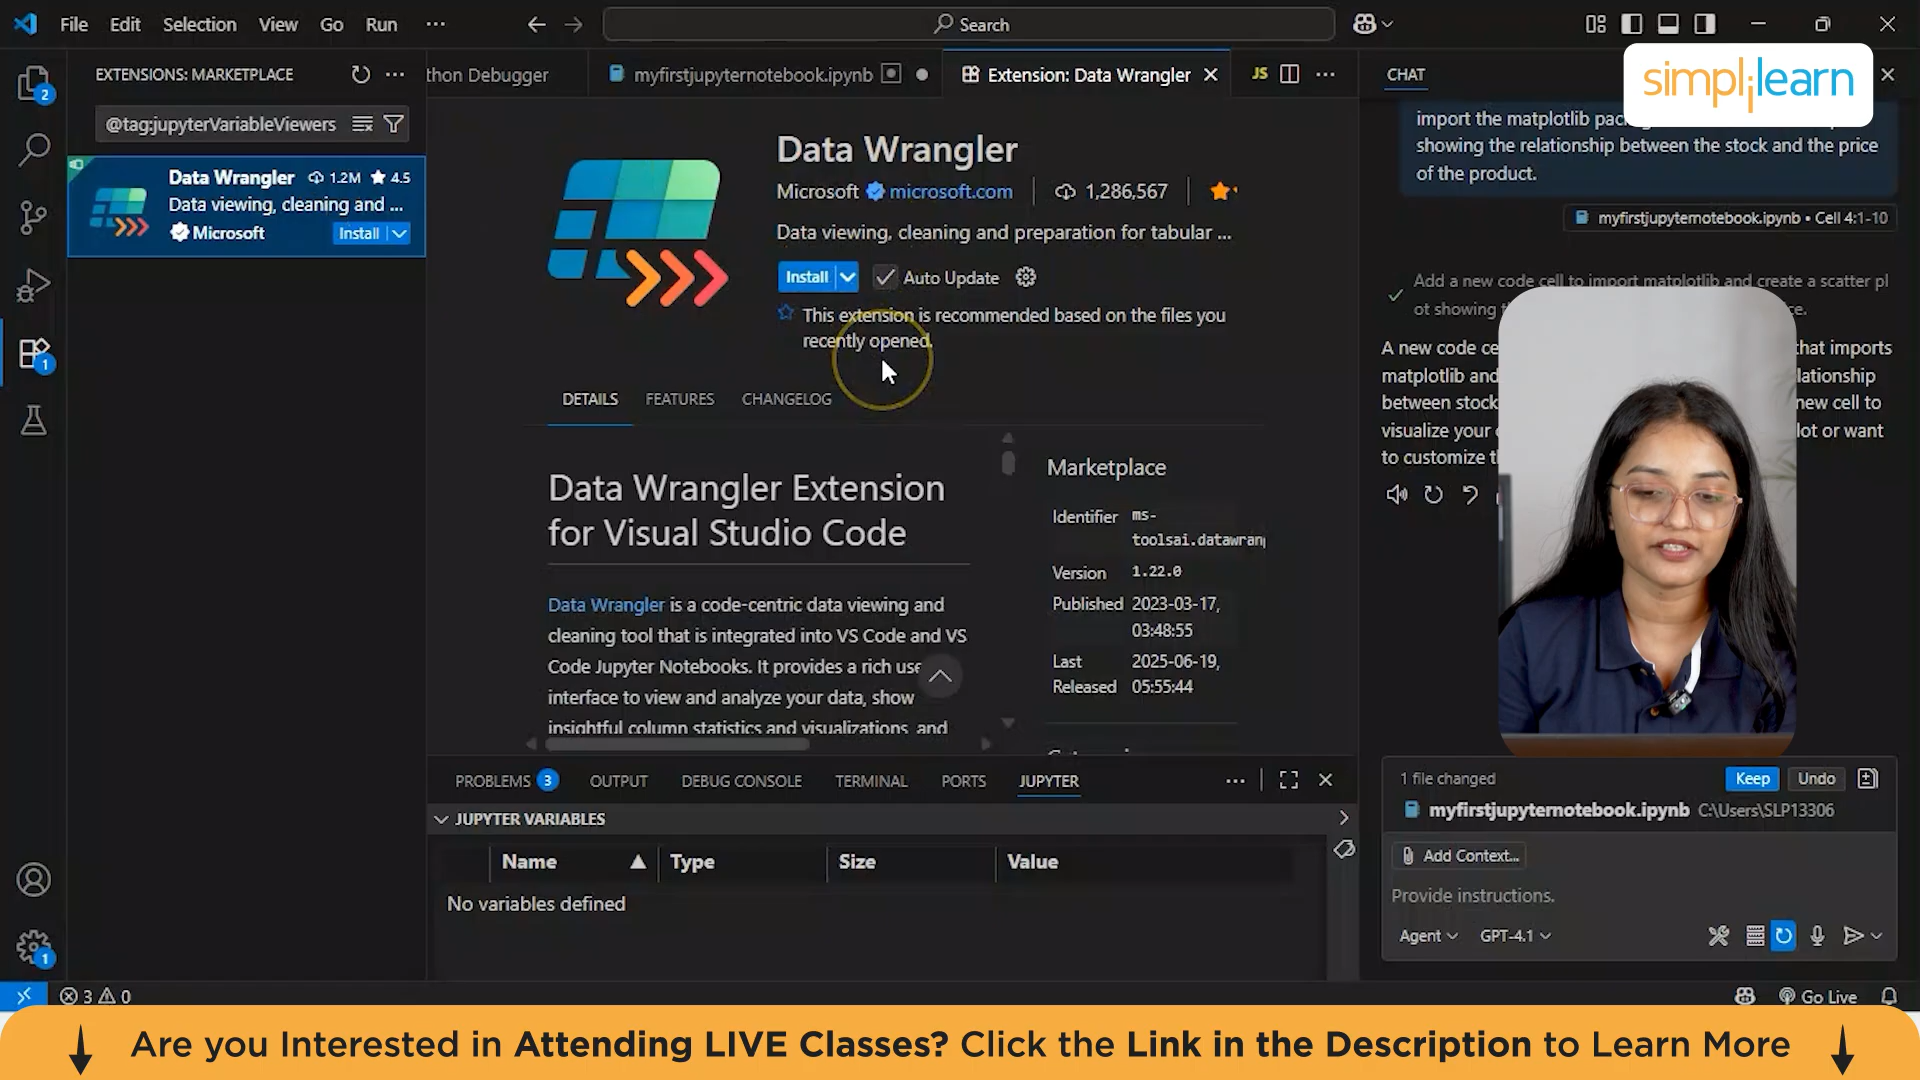 File Edit Selection View Go Run ··· Search
simplilearn
EXTENSIONS: MARKETPLACE ···
thon Debugger
myfirstjupyternotebook.ipynb
Extension: Data Wrangler
JS
···
CHAT
@tag:jupyterVariableViewers
Data Wrangler 1.2M ★ 4.5
Data viewing, cleaning and ...
Microsoft
Install
Data Wrangler
Microsoft microsoft.com 1,286,567
Data viewing, cleaning and preparation for tabular ...
Install Auto Update
This extension is recommended based on the files you
recently opened.
DETAILS FEATURES CHANGELOG
Data Wrangler Extension
for Visual Studio Code
Data Wrangler is a code-centric data viewing and
cleaning tool that is integrated into VS Code and VS
Code Jupyter Notebooks. It provides a rich use
interface to view and analyze your data, show
insightful column statistics and visualizations, and
Marketplace
Identifier ms-
toolsai.datawrang
Version 1.22.0
Published 2023-03-17,
03:48:55
Last 2025-06-19,
Released 05:55:44
import the matplotlib
showing the relationship between the stock and the price
of the product.
myfirstjupyternotebook.ipynb • Cell 4:1-10
Add a new code cell to import matplotlib and create a scatter pl
ot showing
A new code ce hat imports
matplotlib and lationship
between stock new cell to
visualize your lot or want
to customize
PROBLEMS 3 OUTPUT DEBUG CONSOLE TERMINAL PORTS JUPYTER ···
JUPYTER VARIABLES
Name ▲ Type Size Value
No variables defined
1 file changed Keep Undo
myfirstjupyternotebook.ipynb C:\Users\SLP13306
Add Context...
Provide instructions.
Agent GPT-4.1
2
1
1
3 0
Go Live
Are you Interested in Attending LIVE Classes? Click the Link in the Description to Learn More